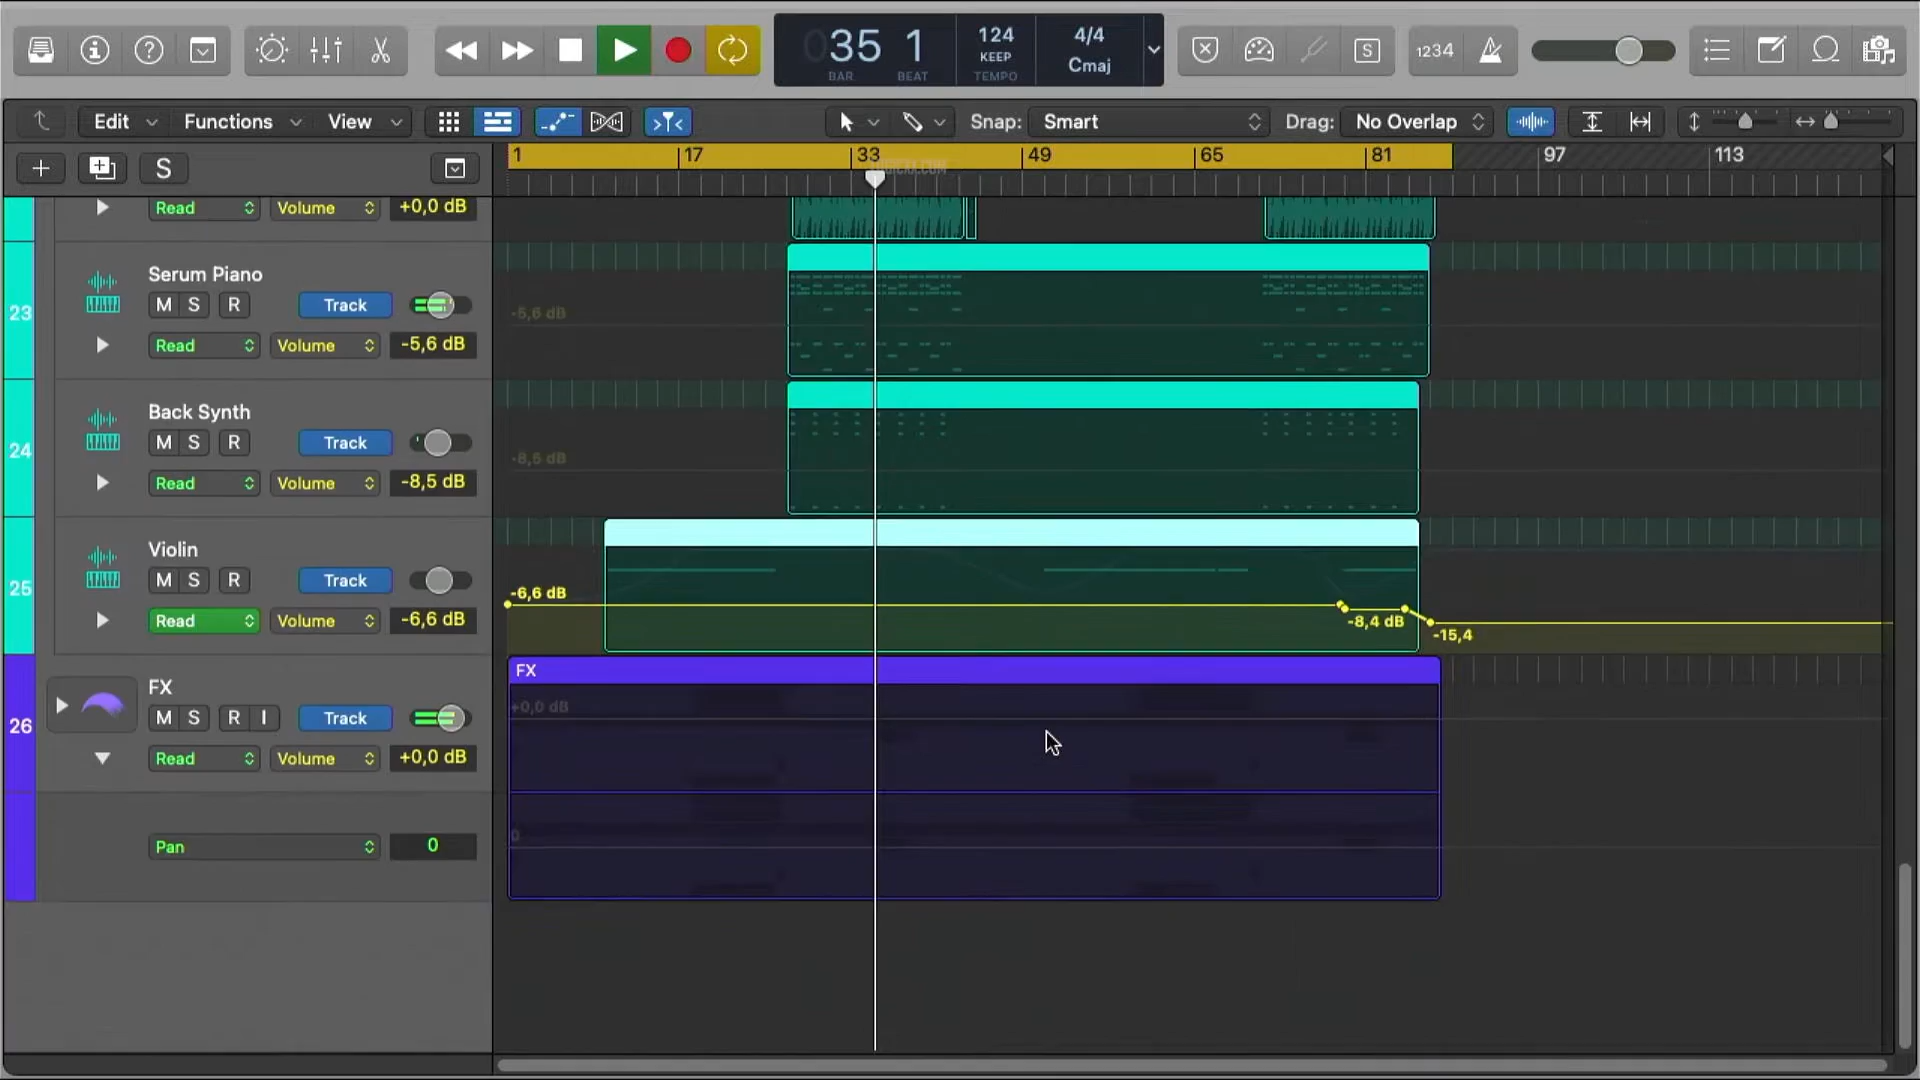 35 1 124 4/4
KEEP Cmaj
BAR BEAT TEMPO
S 1234
Edit Functions View Snap: Smart Drag: No Overlap
S 1 17 33 49 65 81 97 113
Read Volume +0,0 dB
23 Serum Piano
M S R Track -5,6 dB
Read Volume -5,6 dB
24 Back Synth
M S R Track -8,5 dB
Read Volume -8,5 dB
25 Violin
M S R Track
-6,6 dB
Read Volume -6,6 dB -8,4 dB -15,4
FX
26 FX
M S R I Track +0,0 dB
Read Volume +0,0 dB
0
Pan 0